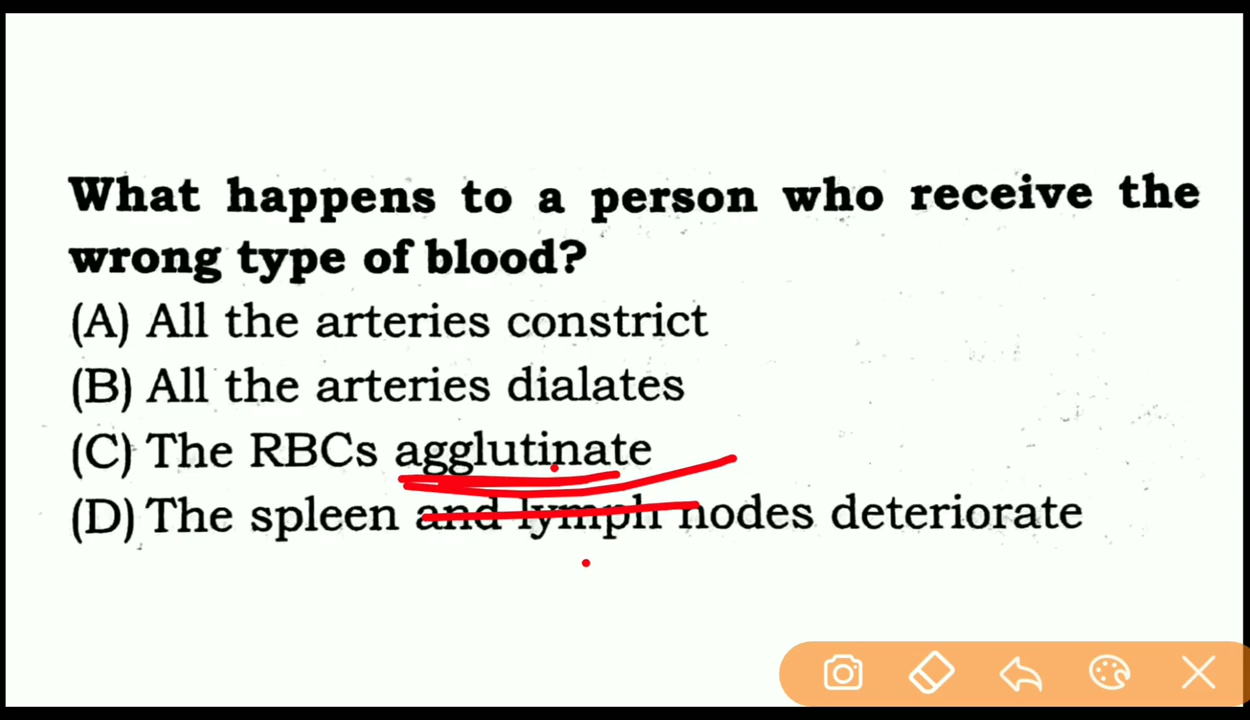 What happens to a person who receive the
wrong type of blood?
(A) All the arteries constrict
(B) All the arteries dialates
(C) The RBCs agglutinate
(D) The spleen and lymph nodes deteriorate